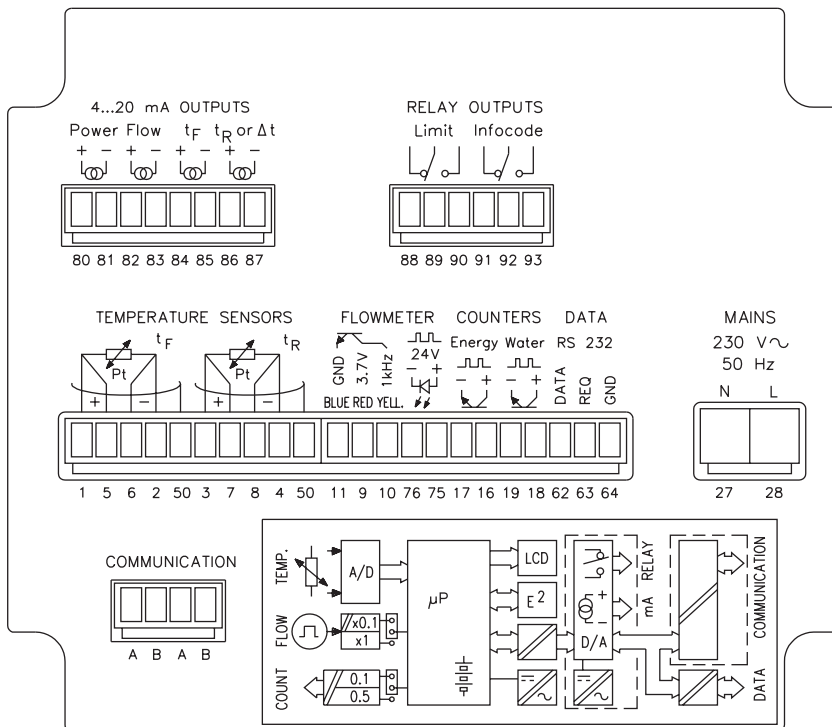 4...20 mA OUTPUTS
Power Flow tF tR or Δt
+ − + − + − + −
80 81 82 83 84 85 86 87
RELAY OUTPUTS
Limit Infocode
88 89 90 91 92 93
TEMPERATURE SENSORS
tF tR
Pt Pt
+ − + −
FLOWMETER
GND 3.7V 1kHz
24V
− +
BLUE RED YELL.
COUNTERS
Energy Water
− + − +
DATA
RS 232
DATA REQ GND
1 5 6 2 50 3 7 8 4 50 11 9 10 76 75 17 16 19 18 62 63 64
MAINS
230 V~
50 Hz
N L
27 28
COMMUNICATION
A B A B
TEMP.
A/D
FLOW
x0.1
x1
COUNT
0.1
0.5
µP
LCD
E2
RELAY
+
−
mA
D/A
COMMUNICATION
DATA